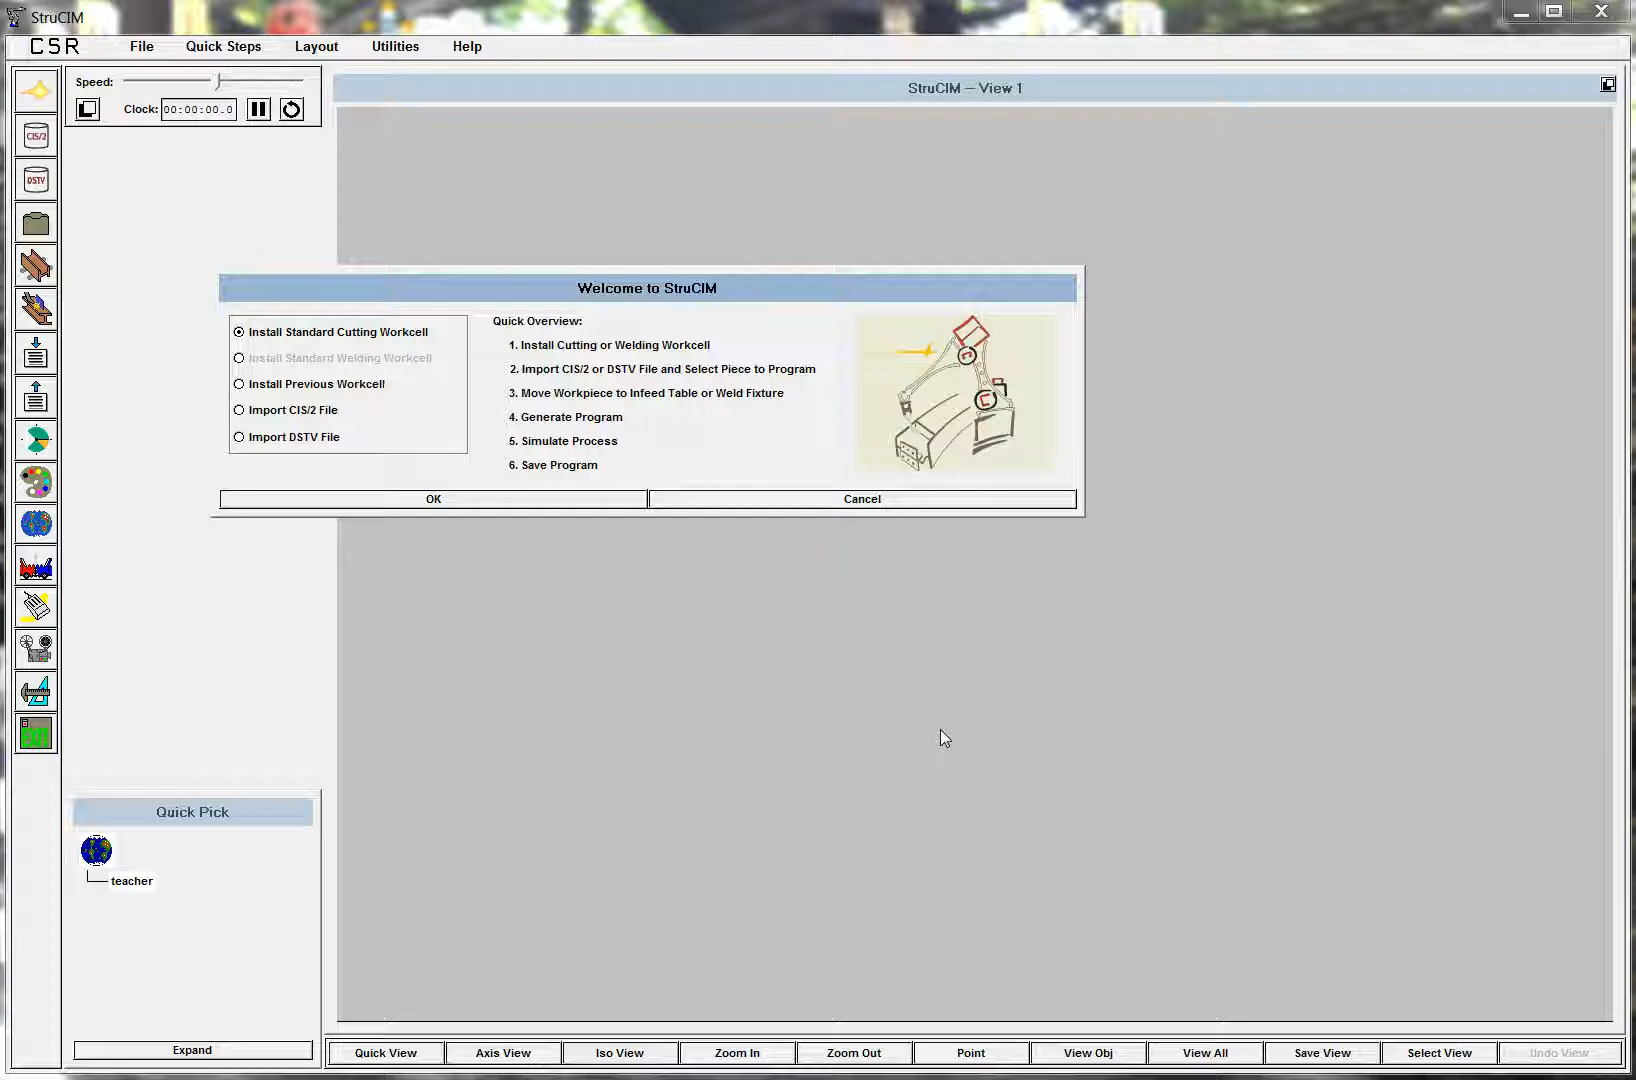 StruCIM
CSR File Quick Steps Layout Utilities Help
Speed:
Clock: 00:00:00.0
StruCIM – View 1
CIS/2
DSTV
Welcome to StruCIM
Install Standard Cutting Workcell
Install Standard Welding Workcell
Install Previous Workcell
Import CIS/2 File
Import DSTV File
Quick Overview:
1. Install Cutting or Welding Workcell
2. Import CIS/2 or DSTV File and Select Piece to Program
3. Move Workpiece to Infeed Table or Weld Fixture
4. Generate Program
5. Simulate Process
6. Save Program
OK Cancel
EXIT
Quick Pick
teacher
Expand
Quick View Axis View Iso View Zoom In Zoom Out Point View Obj View All Save View Select View Undo View